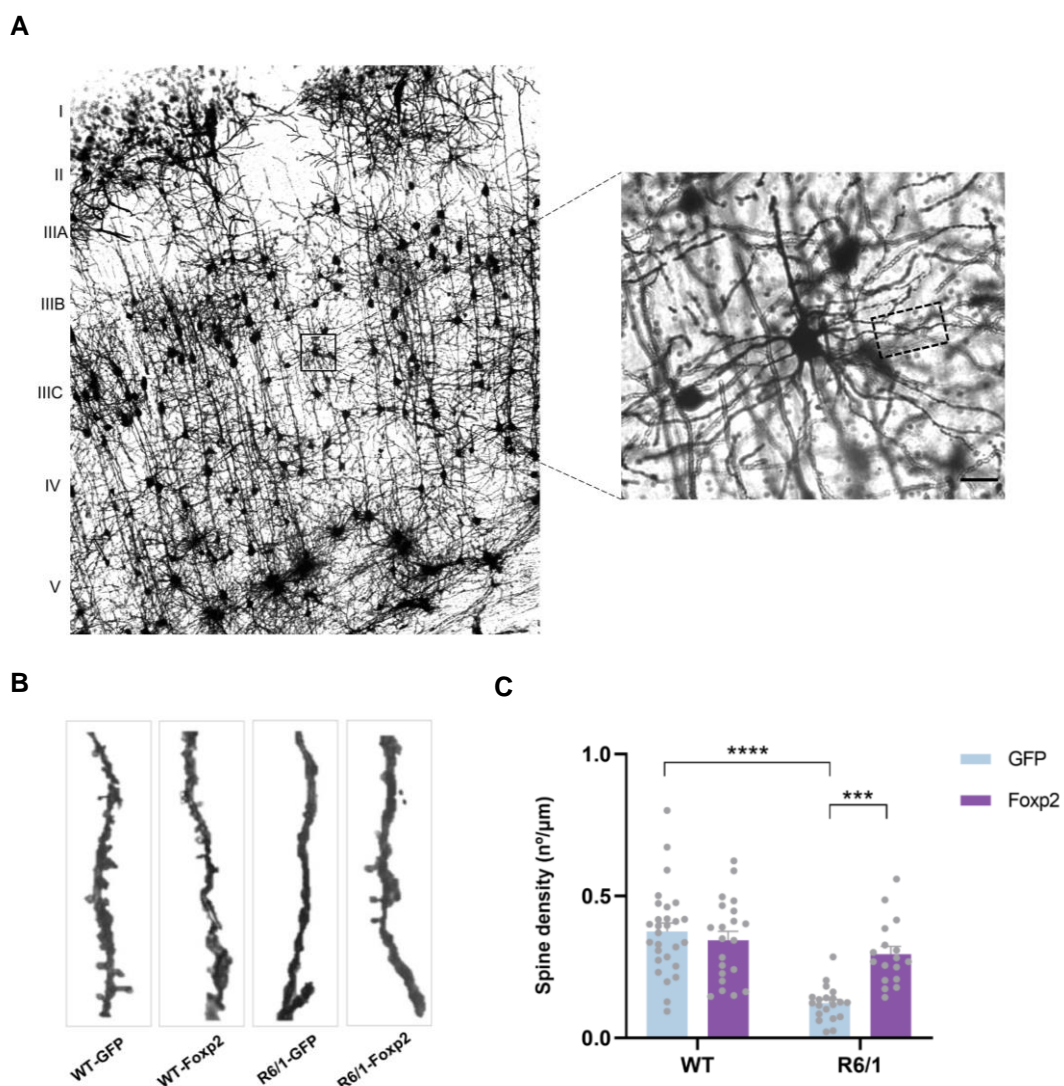 A
I
II
IIIA
IIIB
IIIC
IV
V
B
WT-GFP
WT-Foxp2
R6/1-GFP
R6/1-Foxp2
C
Spine density (nº/µm)
1.0
0.5
0.0
****
***
WT
R6/1
GFP
Foxp2